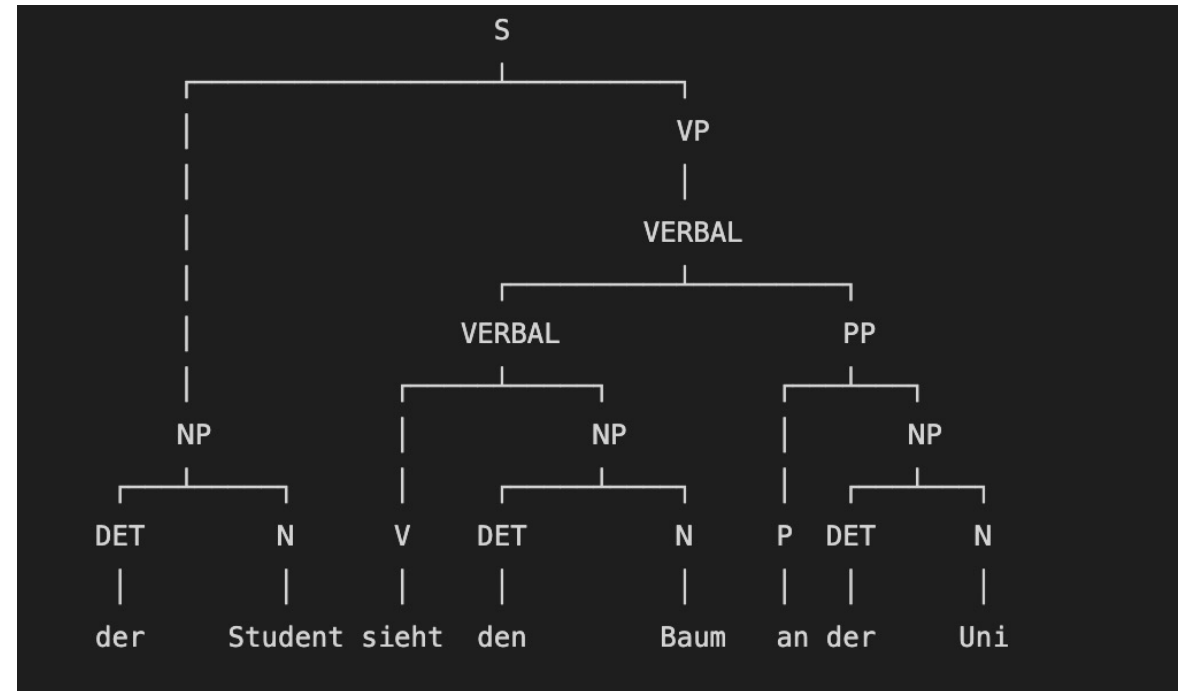 S
VP
VERBAL
VERBAL PP
NP NP NP
DET N V DET N P DET N
der Student sieht den Baum an der Uni